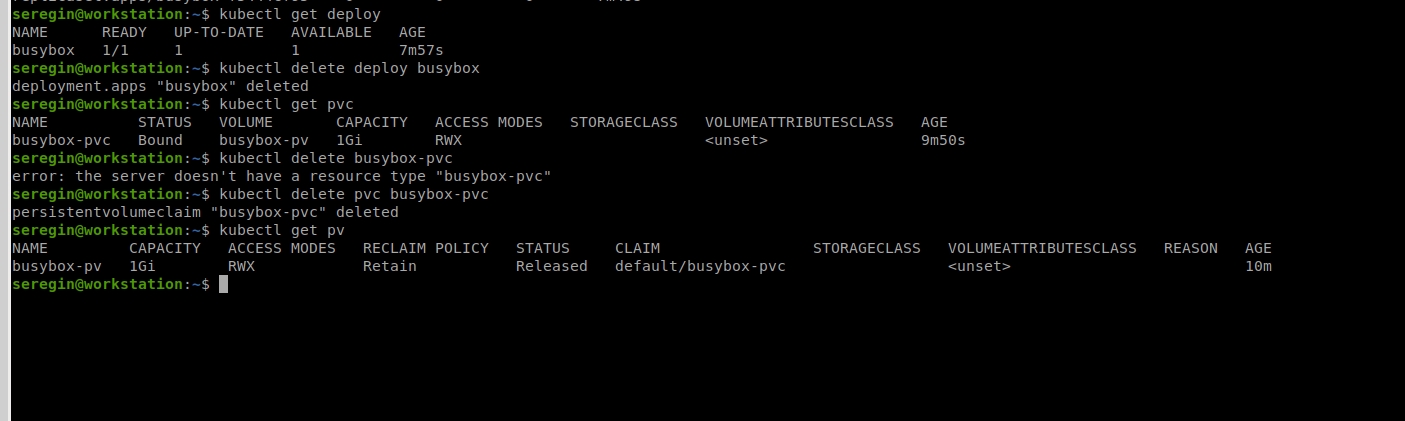 seregin@workstation:~$ kubectl get deploy
NAME      READY   UP-TO-DATE   AVAILABLE   AGE
busybox   1/1     1            1           7m57s
seregin@workstation:~$ kubectl delete deploy busybox
deployment.apps "busybox" deleted
seregin@workstation:~$ kubectl get pvc
NAME          STATUS   VOLUME       CAPACITY   ACCESS MODES   STORAGECLASS   VOLUMEATTRIBUTESCLASS   AGE
busybox-pvc   Bound    busybox-pv   1Gi        RWX                           <unset>                 9m50s
seregin@workstation:~$ kubectl delete busybox-pvc
error: the server doesn't have a resource type "busybox-pvc"
seregin@workstation:~$ kubectl delete pvc busybox-pvc
persistentvolumeclaim "busybox-pvc" deleted
seregin@workstation:~$ kubectl get pv
NAME         CAPACITY   ACCESS MODES   RECLAIM POLICY   STATUS     CLAIM                 STORAGECLASS   VOLUMEATTRIBUTESCLASS   REASON   AGE
busybox-pv   1Gi        RWX            Retain           Released   default/busybox-pvc                  <unset>                          10m
seregin@workstation:~$